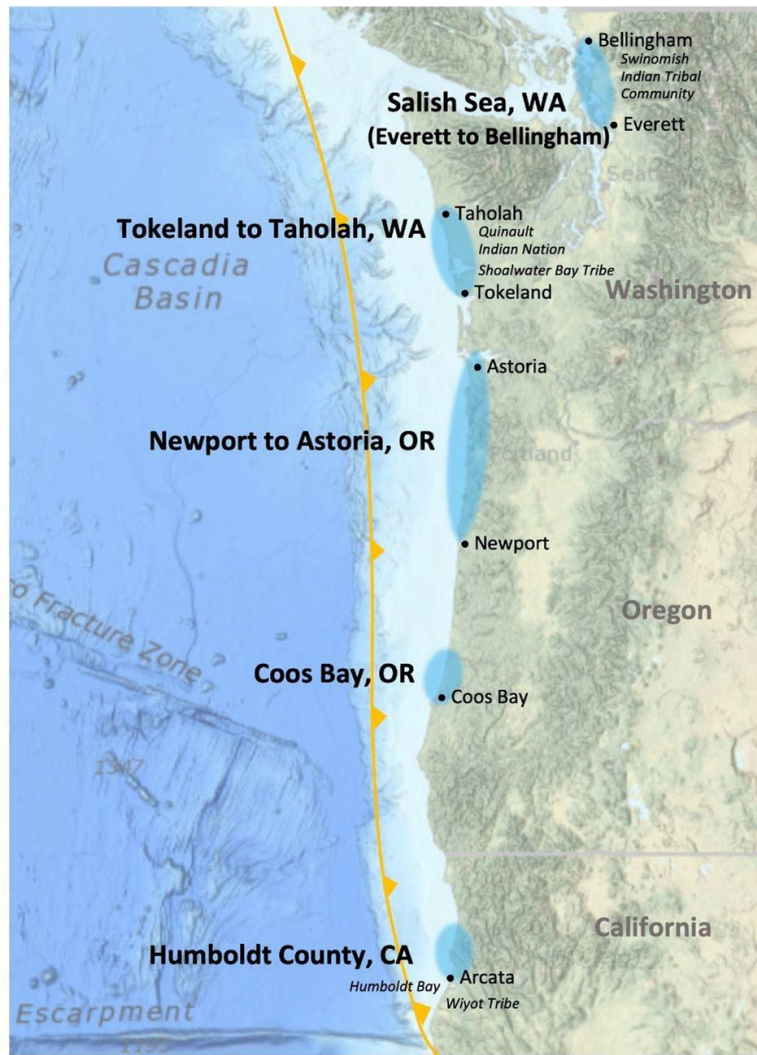 Bellingham
Swinomish
Indian Tribal
Community
Salish Sea, WA
(Everett to Bellingham)
Everett
Taholah
Tokeland to Taholah, WA
Quinault
Indian Nation
Shoalwater Bay Tribe
Cascadia
Basin
Tokeland
Washington
Astoria
Newport to Astoria, OR
Portland
Newport
Fracture Zone
Oregon
Coos Bay, OR
Coos Bay
California
Humboldt County, CA
Arcata
Humboldt Bay
Wiyot Tribe
Escarpment